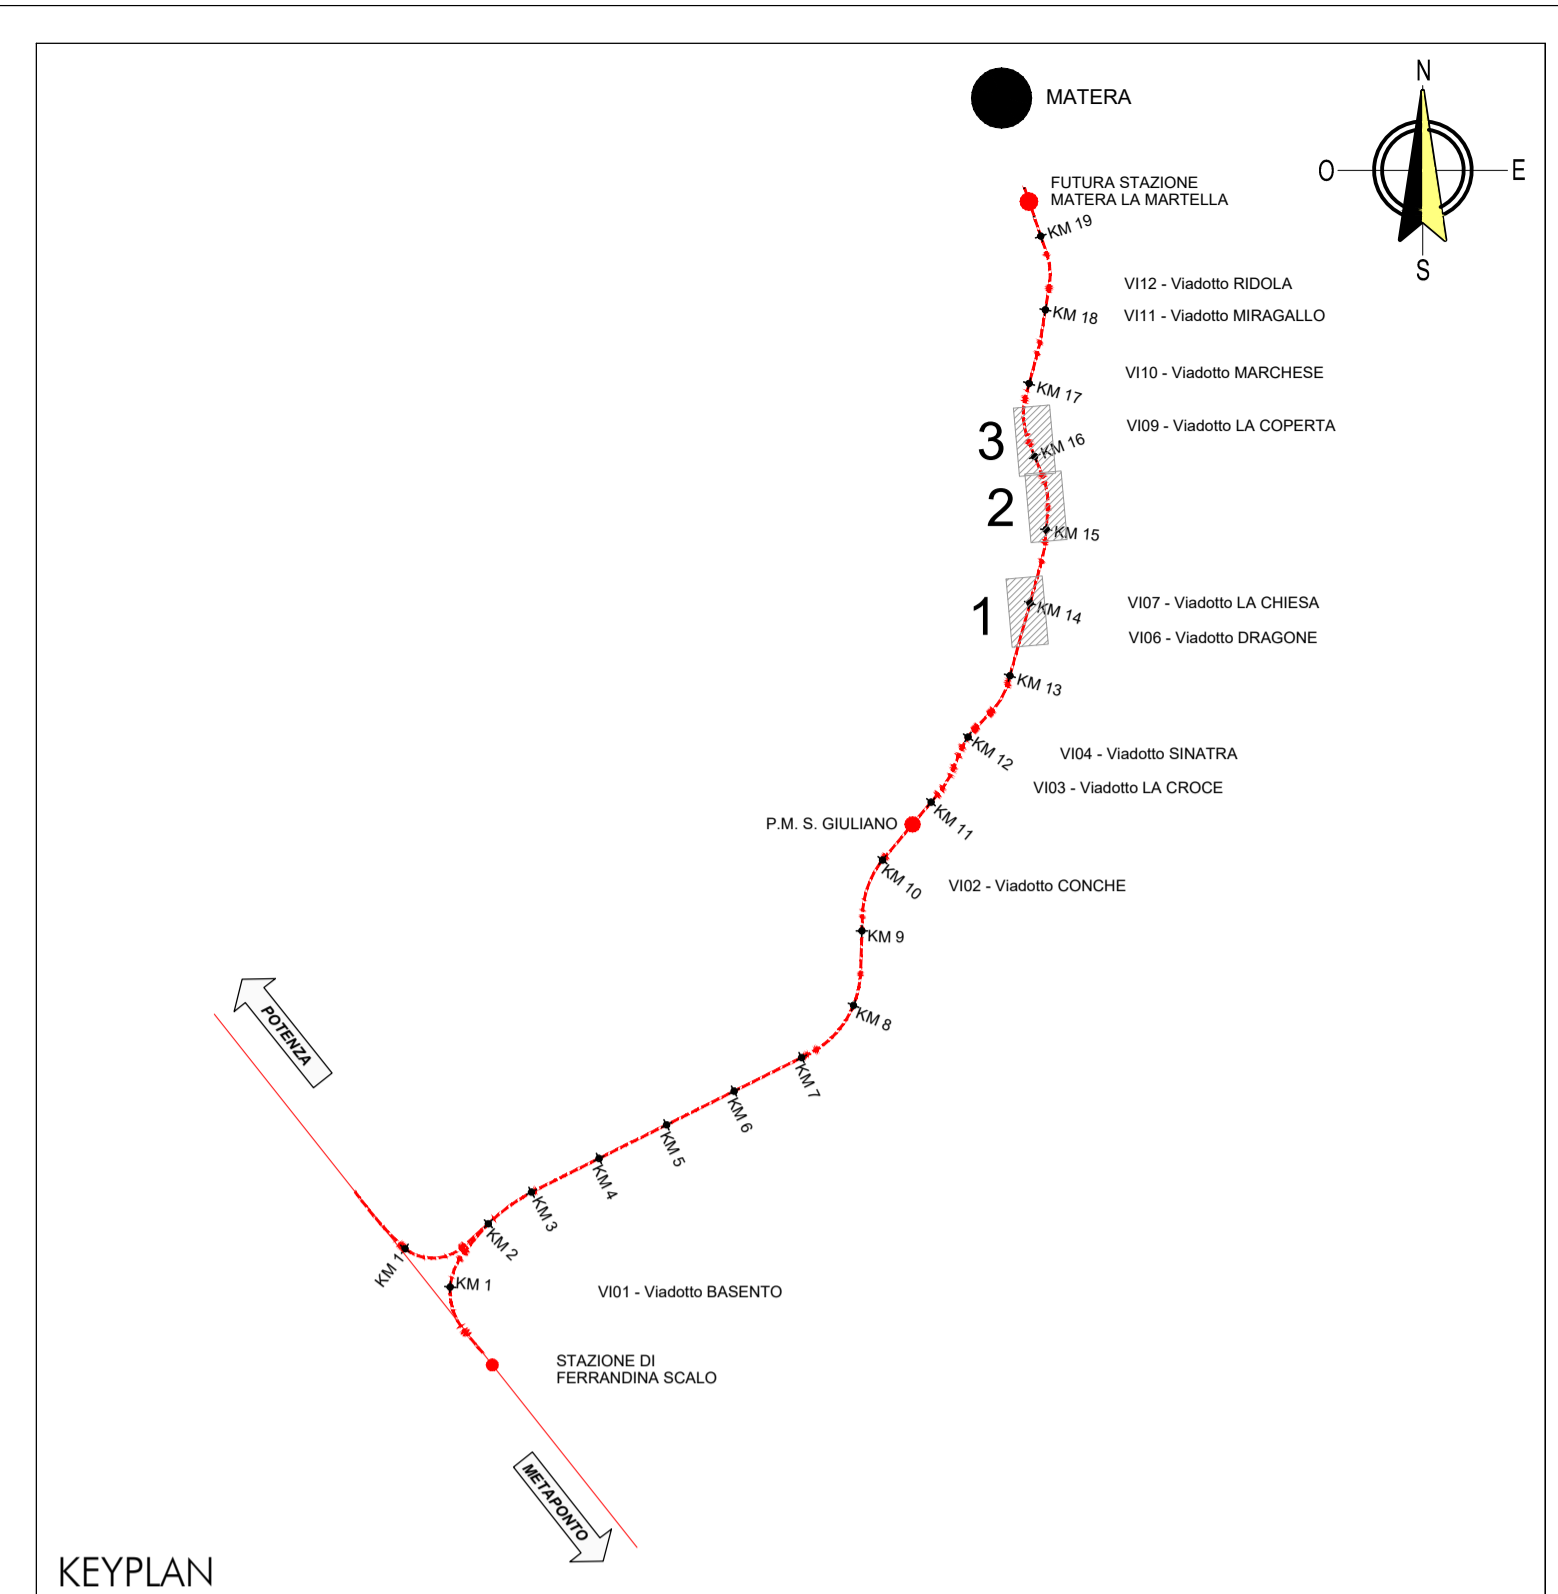 MATERA
N
O
E
S
FUTURA STAZIONE
MATERA LA MARTELLA
KM 19
VI12 - Viadotto RIDOLA
KM 18
VI11 - Viadotto MIRAGALLO
VI10 - Viadotto MARCHESE
KM 17
VI09 - Viadotto LA COPERTA
3
KM 16
2
KM 15
VI07 - Viadotto LA CHIESA
1
KM 14
VI06 - Viadotto DRAGONE
KM 13
KM 12
VI04 - Viadotto SINATRA
VI03 - Viadotto LA CROCE
P.M. S. GIULIANO
KM 11
KM 10
VI02 - Viadotto CONCHE
KM 9
KM 8
POTENZA
KM 7
KM 6
KM 5
KM 4
KM 3
KM 2
KM 1
KM 1
VI01 - Viadotto BASENTO
STAZIONE DI
FERRANDINA SCALO
METAPONTO
KEYPLAN